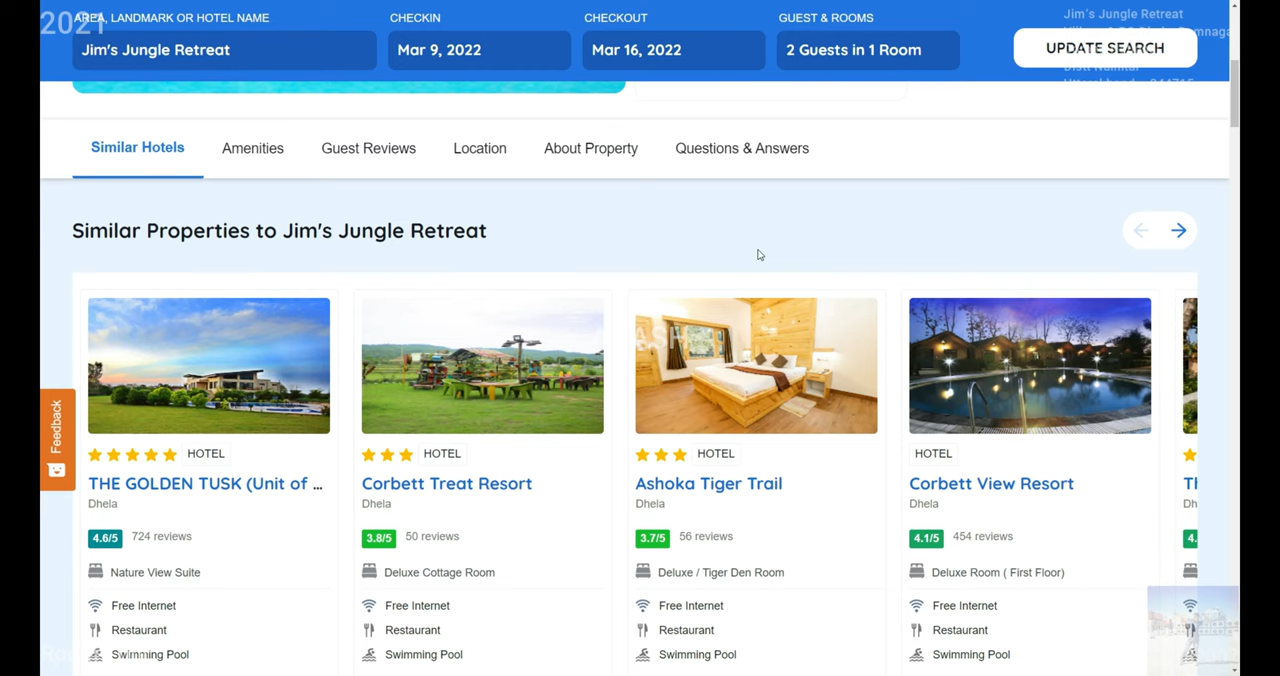 2021
AREA, LANDMARK OR HOTEL NAME
CHECKIN
CHECKOUT
GUEST & ROOMS
Jim's Jungle Retreat
Jim's Jungle Retreat
Mar 9, 2022
Mar 16, 2022
2 Guests in 1 Room
UPDATE SEARCH
Similar Hotels
Amenities
Guest Reviews
Location
About Property
Questions & Answers
Similar Properties to Jim's Jungle Retreat
HOTEL
THE GOLDEN TUSK (Unit of ...
Dhela
4.6/5 724 reviews
Nature View Suite
Free Internet
Restaurant
Swimming Pool
HOTEL
Corbett Treat Resort
Dhela
3.8/5 50 reviews
Deluxe Cottage Room
Free Internet
Restaurant
Swimming Pool
HOTEL
Ashoka Tiger Trail
Dhela
3.7/5 56 reviews
Deluxe / Tiger Den Room
Free Internet
Restaurant
Swimming Pool
HOTEL
Corbett View Resort
Dhela
4.1/5 454 reviews
Deluxe Room ( First Floor)
Free Internet
Restaurant
Swimming Pool
Th
Dh
4.
Feedback